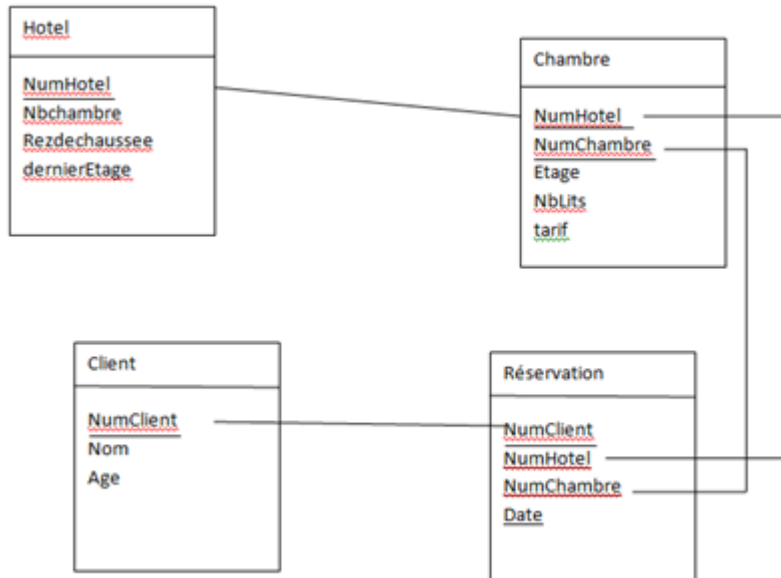 Hotel
NumHotel
Nbchambre
Rezdechaussee
dernierEtage
Chambre
NumHotel
NumChambre
Etage
NbLits
tarif
Client
NumClient
Nom
Age
Réservation
NumClient
NumHotel
NumChambre
Date